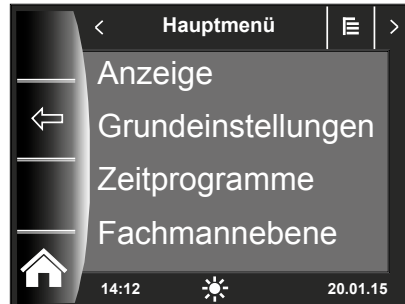 < Hauptmenü >
Anzeige
Grundeinstellungen
Zeitprogramme
Fachmannebene
14:12 20.01.15